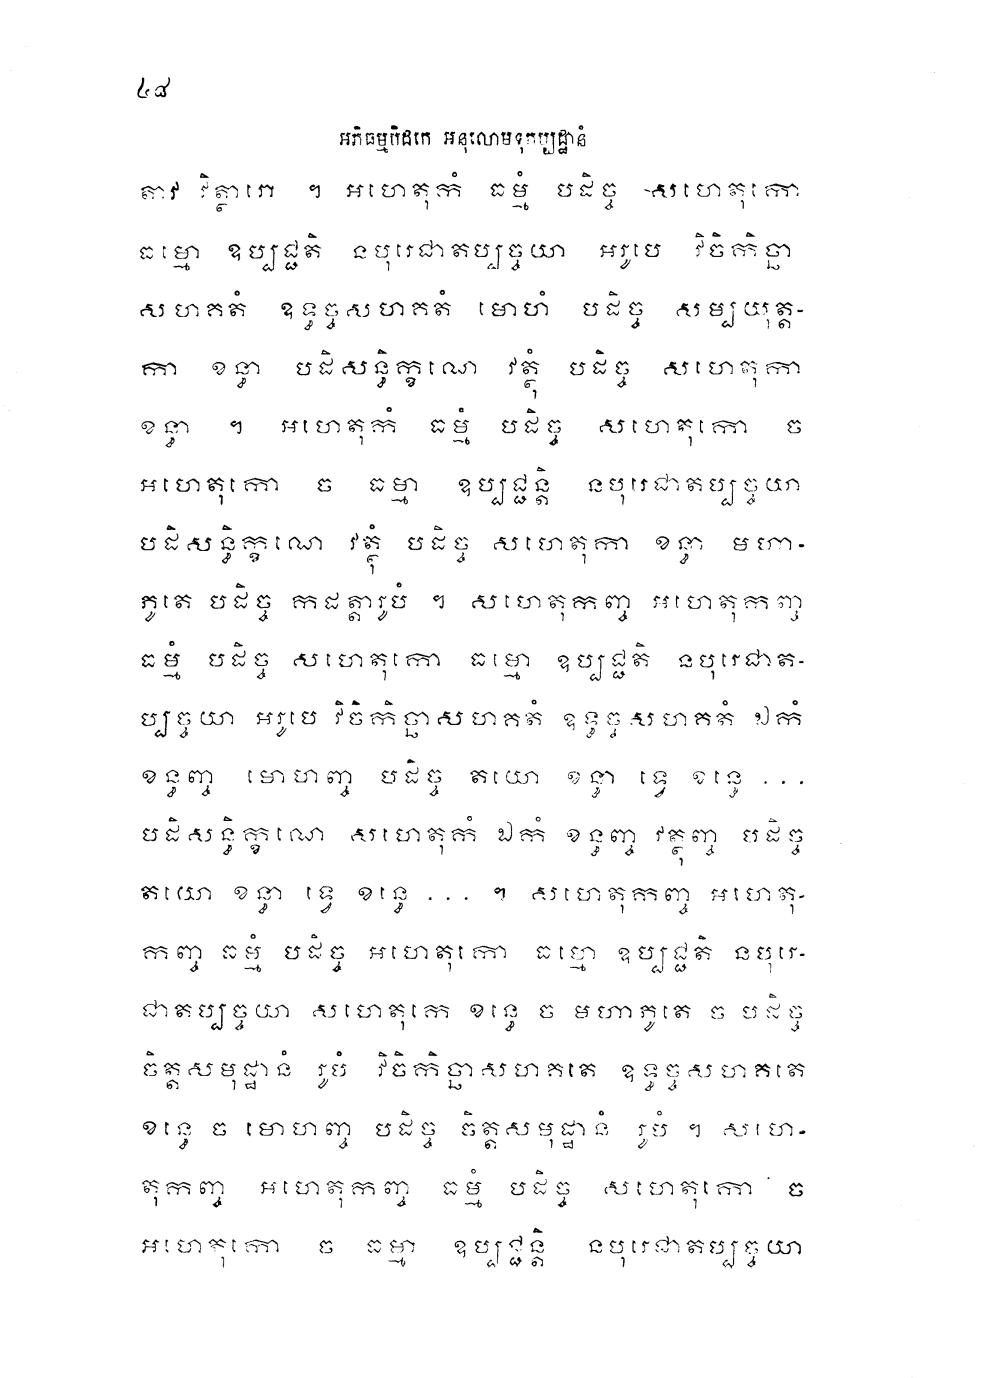 ៤៨
អភិធម្មបិដកេ អនុលោមទុកប្បដ្ឋានំ
តាវ វិត្ថារេ ។ អហេតុកំ ធម្មំ បដិច្ច សហេតុកោ
ធម្មោ ឧប្បជ្ជតិ នបុរេជាតប្បច្ចយា អរូបេ វិចិកិច្ឆា
សហគតំ ឧទ្ធច្ចសហគតំ មោហំ បដិច្ច សម្បយុត្ត-
កា ខន្ធា បដិសន្ធិក្ខណេ វត្ថុំ បដិច្ច សហេតុកា
ខន្ធា ។ អហេតុកំ ធម្មំ បដិច្ច សហេតុកោ ច
អហេតុកោ ច ធម្មា ឧប្បជ្ជន្តិ នបុរេជាតប្បច្ចយា
បដិសន្ធិក្ខណេ វត្ថុំ បដិច្ច សហេតុកា ខន្ធា មហា-
ភូតេ បដិច្ច កដត្តារូបំ ។ សហេតុកញ្ច អហេតុកញ្ច
ធម្មំ បដិច្ច សហេតុកោ ធម្មោ ឧប្បជ្ជតិ នបុរេជាត-
ប្បច្ចយា អរូបេ វិចិកិច្ឆាសហគតំ ឧទ្ធច្ចសហគតំ ឯកំ
ខន្ធញ្ច មោហញ្ច បដិច្ច តយោ ខន្ធា ទ្វេ ខន្ធេ ...
បដិសន្ធិក្ខណេ សហេតុកំ ឯកំ ខន្ធញ្ច វត្ថុញ្ច បដិច្ច
តយោ ខន្ធា ទ្វេ ខន្ធេ ... ។ សហេតុកញ្ច អហេតុ-
កញ្ច ធម្មំ បដិច្ច អហេតុកោ ធម្មោ ឧប្បជ្ជតិ នបុរេ-
ជាតប្បច្ចយា សហេតុកេ ខន្ធេ ច មហាភូតេ ច បដិច្ច
ចិត្តសមុដ្ឋានំ រូបំ វិចិកិច្ឆាសហគតេ ឧទ្ធច្ចសហគតេ
ខន្ធេ ច មោហញ្ច បដិច្ច ចិត្តសមុដ្ឋានំ រូបំ ។ សហេ-
តុកញ្ច អហេតុកញ្ច ធម្មំ បដិច្ច សហេតុកោ ច
អហេតុកោ ច ធម្មា ឧប្បជ្ជន្តិ នបុរេជាតប្បច្ចយា